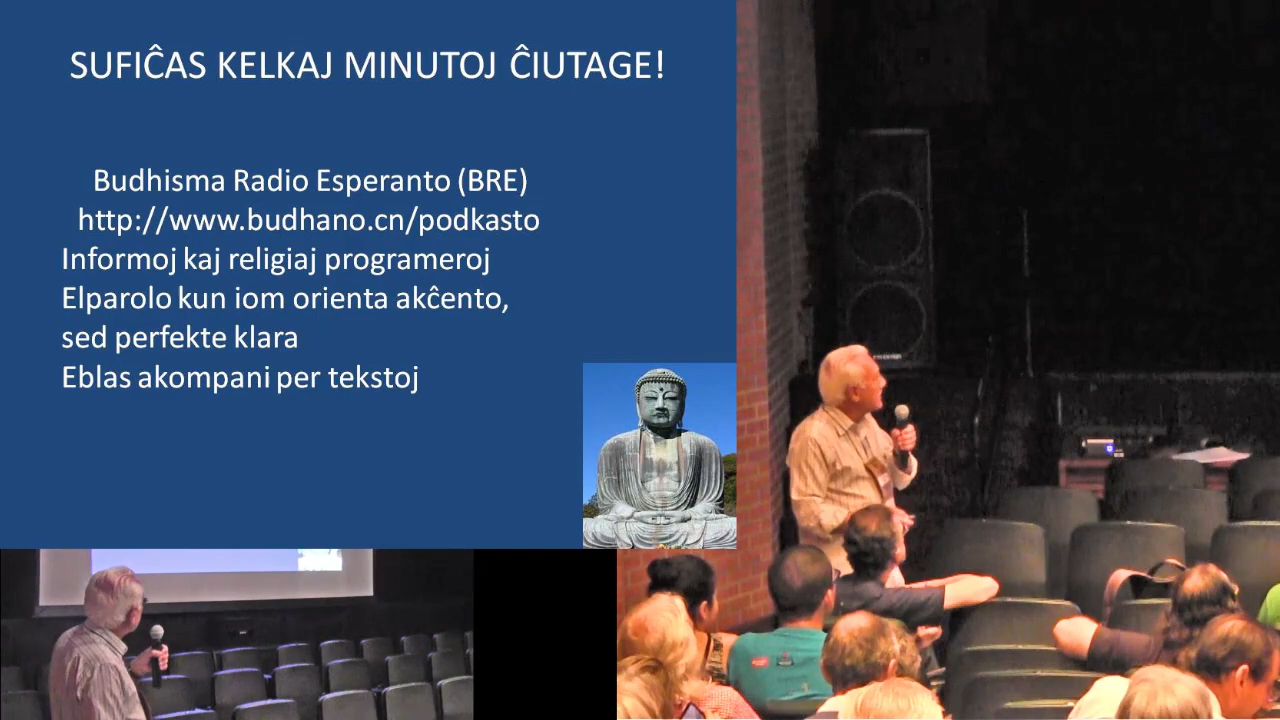 SUFIĈAS KELKAJ MINUTOJ ĈIUTAGE!
Budhisma Radio Esperanto (BRE)
http://www.budhano.cn/podkasto
Informoj kaj religiaj programeroj
Elparolo kun iom orienta akĉento,
sed perfekte klara
Eblas akompani per tekstoj